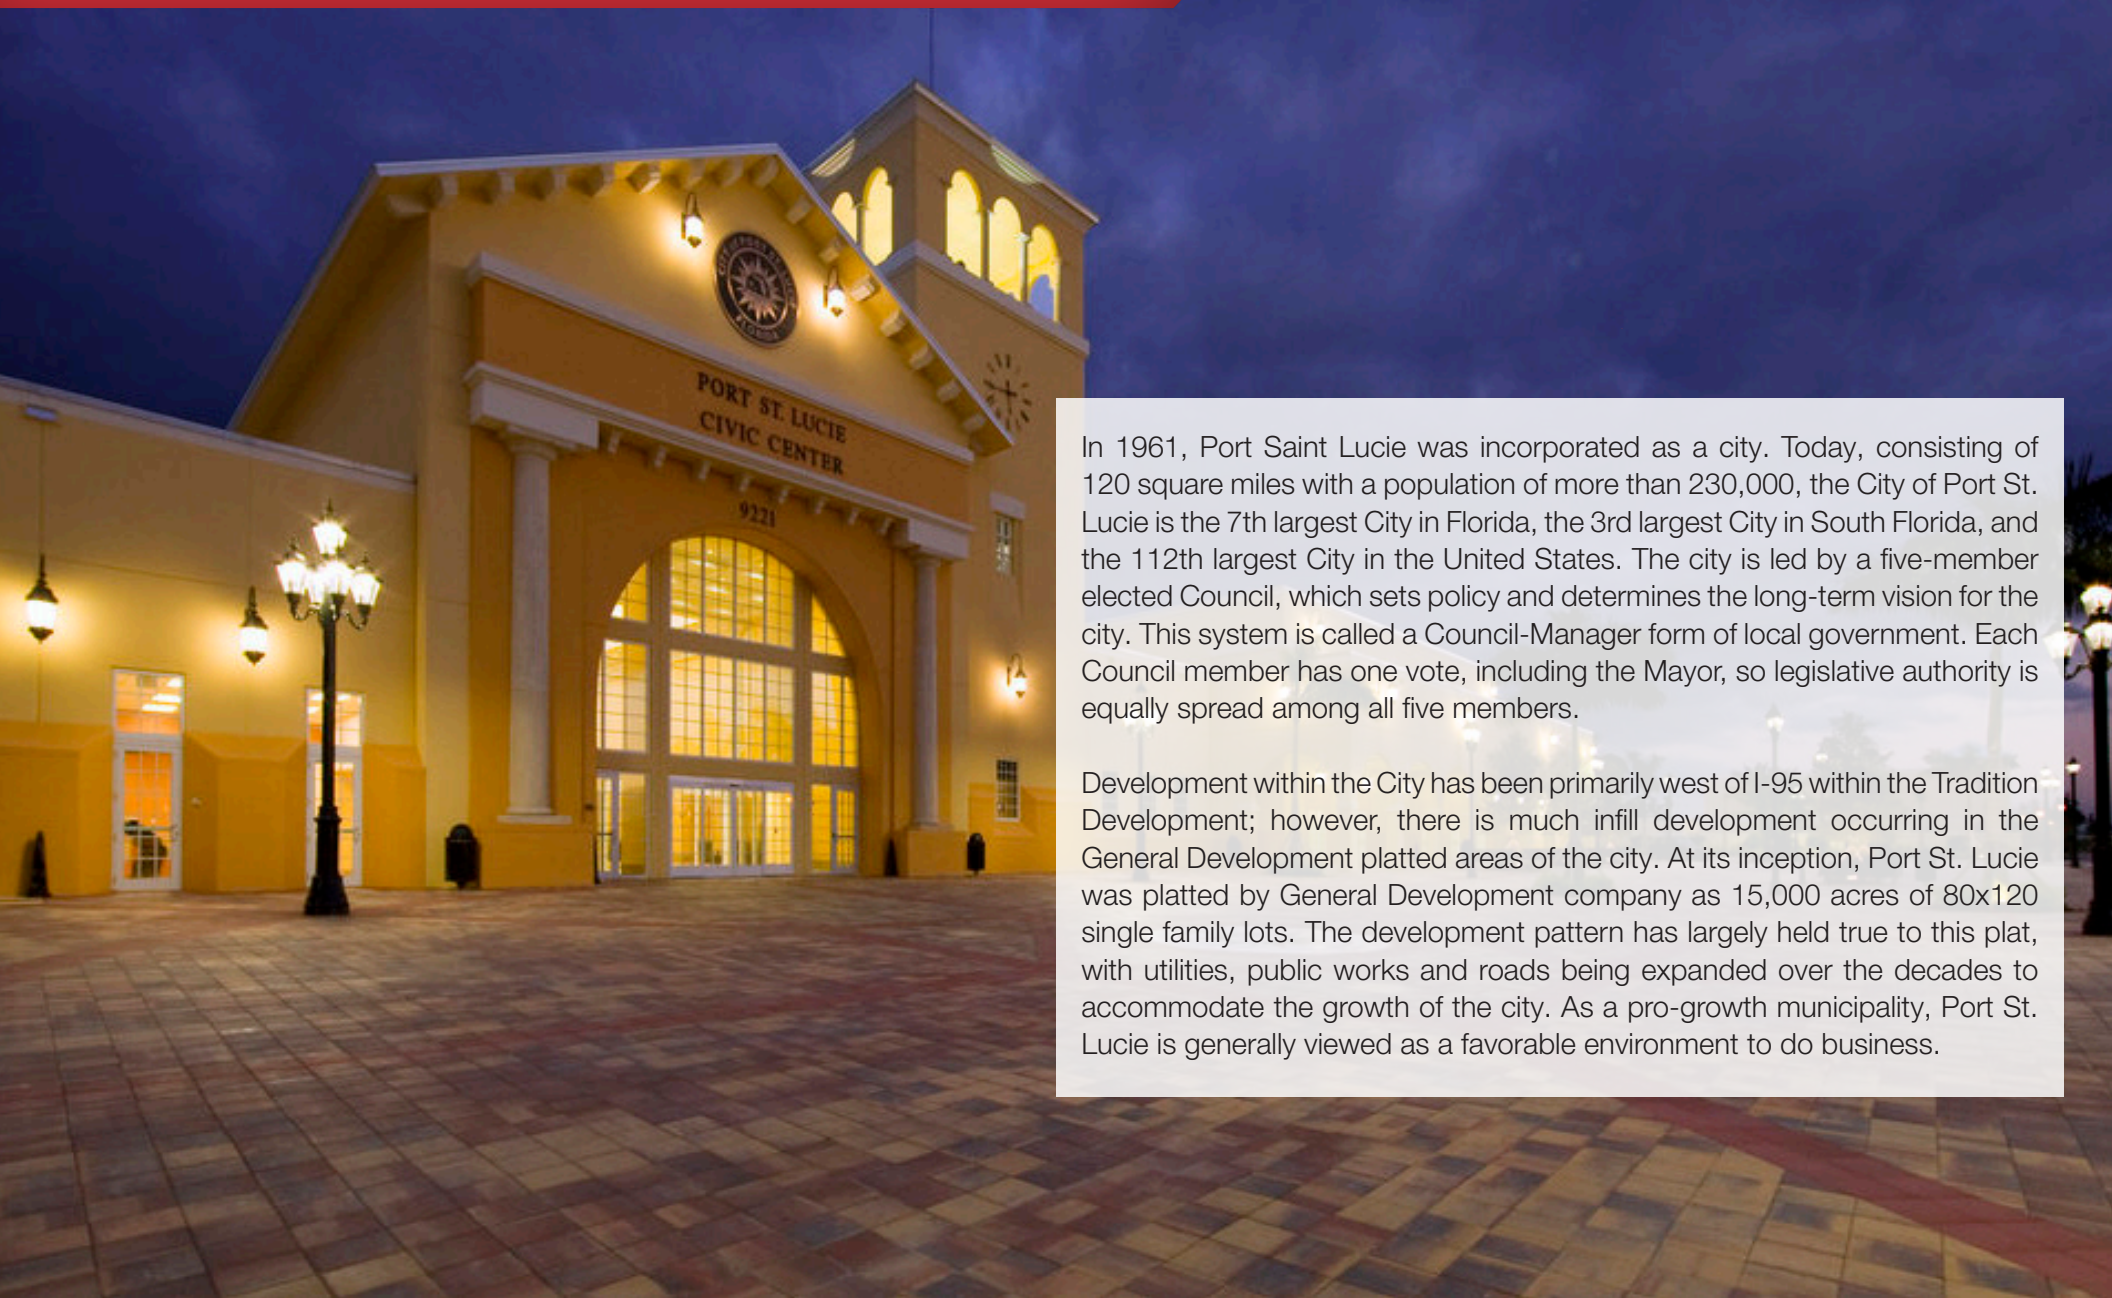 CITY OF PORT ST. LUCIE
FLORIDA
PORT ST. LUCIE
CIVIC CENTER
9221
In 1961, Port Saint Lucie was incorporated as a city. Today, consisting of
120 square miles with a population of more than 230,000, the City of Port St.
Lucie is the 7th largest City in Florida, the 3rd largest City in South Florida, and
the 112th largest City in the United States. The city is led by a five-member
elected Council, which sets policy and determines the long-term vision for the
city. This system is called a Council-Manager form of local government. Each
Council member has one vote, including the Mayor, so legislative authority is
equally spread among all five members.
Development within the City has been primarily west of I-95 within the Tradition
Development; however, there is much infill development occurring in the
General Development platted areas of the city. At its inception, Port St. Lucie
was platted by General Development company as 15,000 acres of 80x120
single family lots. The development pattern has largely held true to this plat,
with utilities, public works and roads being expanded over the decades to
accommodate the growth of the city. As a pro-growth municipality, Port St.
Lucie is generally viewed as a favorable environment to do business.